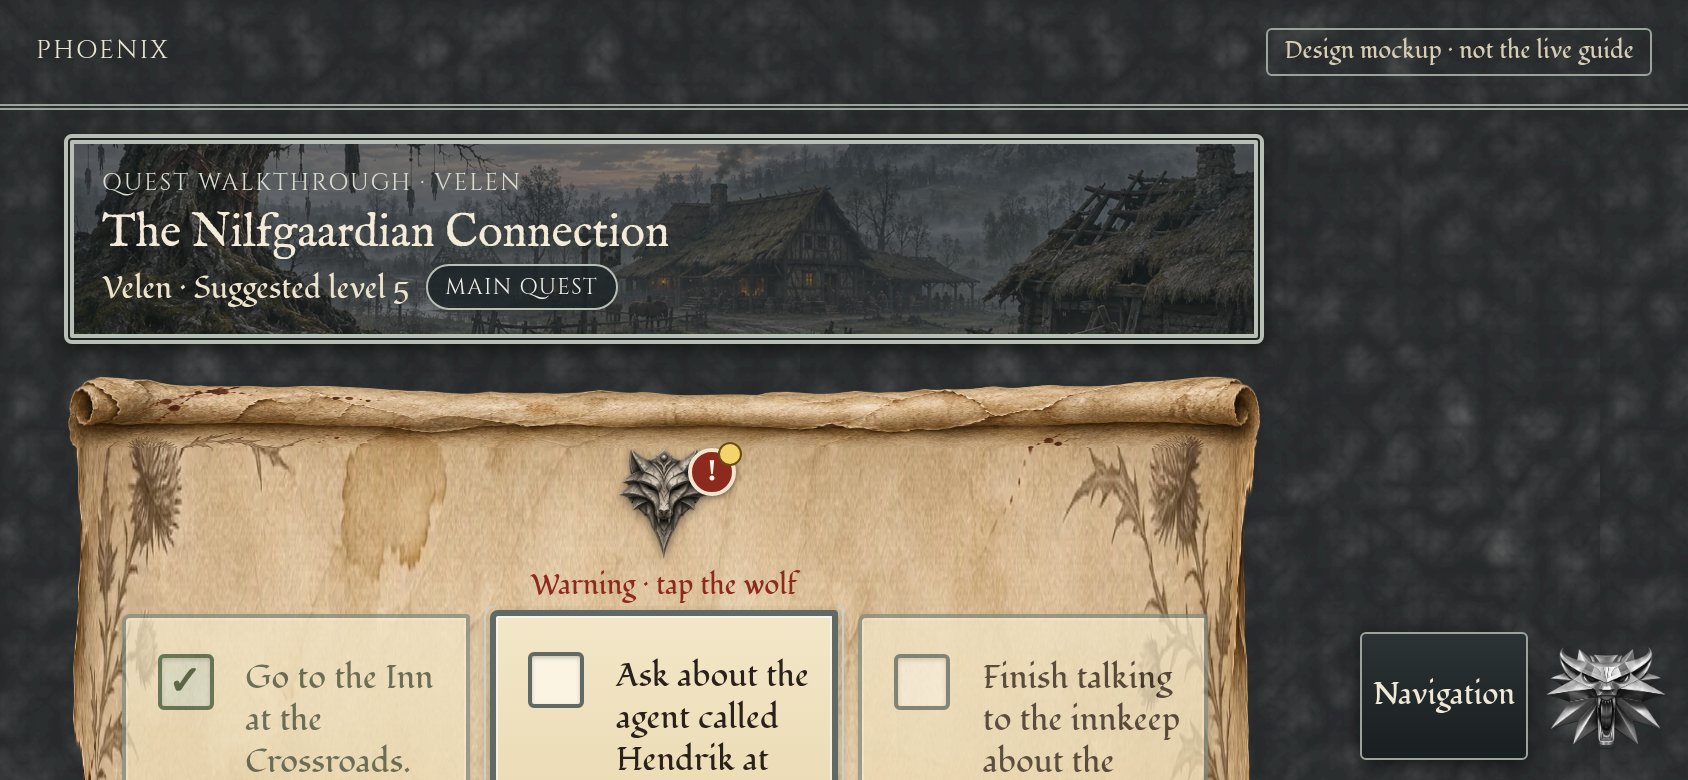 PHOENIX
Design mockup · not the live guide
QUEST WALKTHROUGH · VELEN
The Nilfgaardian Connection
Velen · Suggested level 5
MAIN QUEST
!
Warning · tap the wolf
✓
Go to the Inn
at the
Crossroads.
Ask about the
agent called
Hendrik at
Finish talking
to the innkeep
about the
Navigation